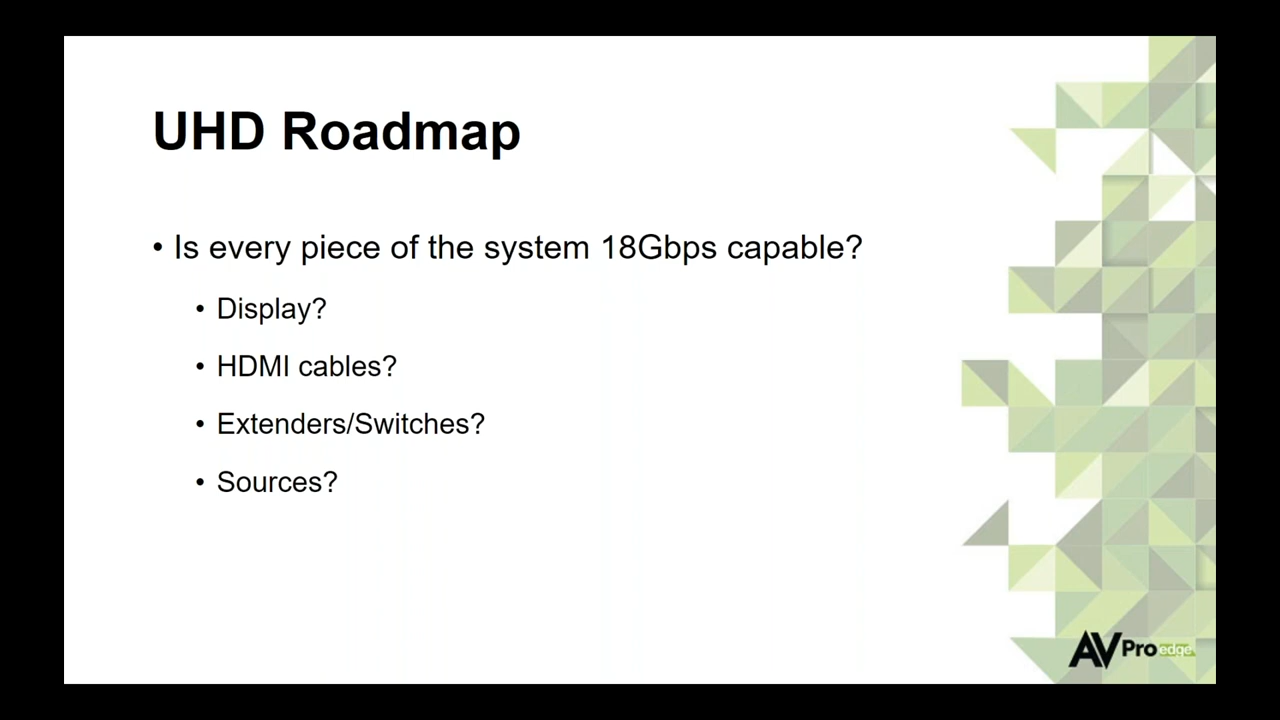 UHD Roadmap
• Is every piece of the system 18Gbps capable?
• Display?
• HDMI cables?
• Extenders/Switches?
• Sources?
AVPro edge